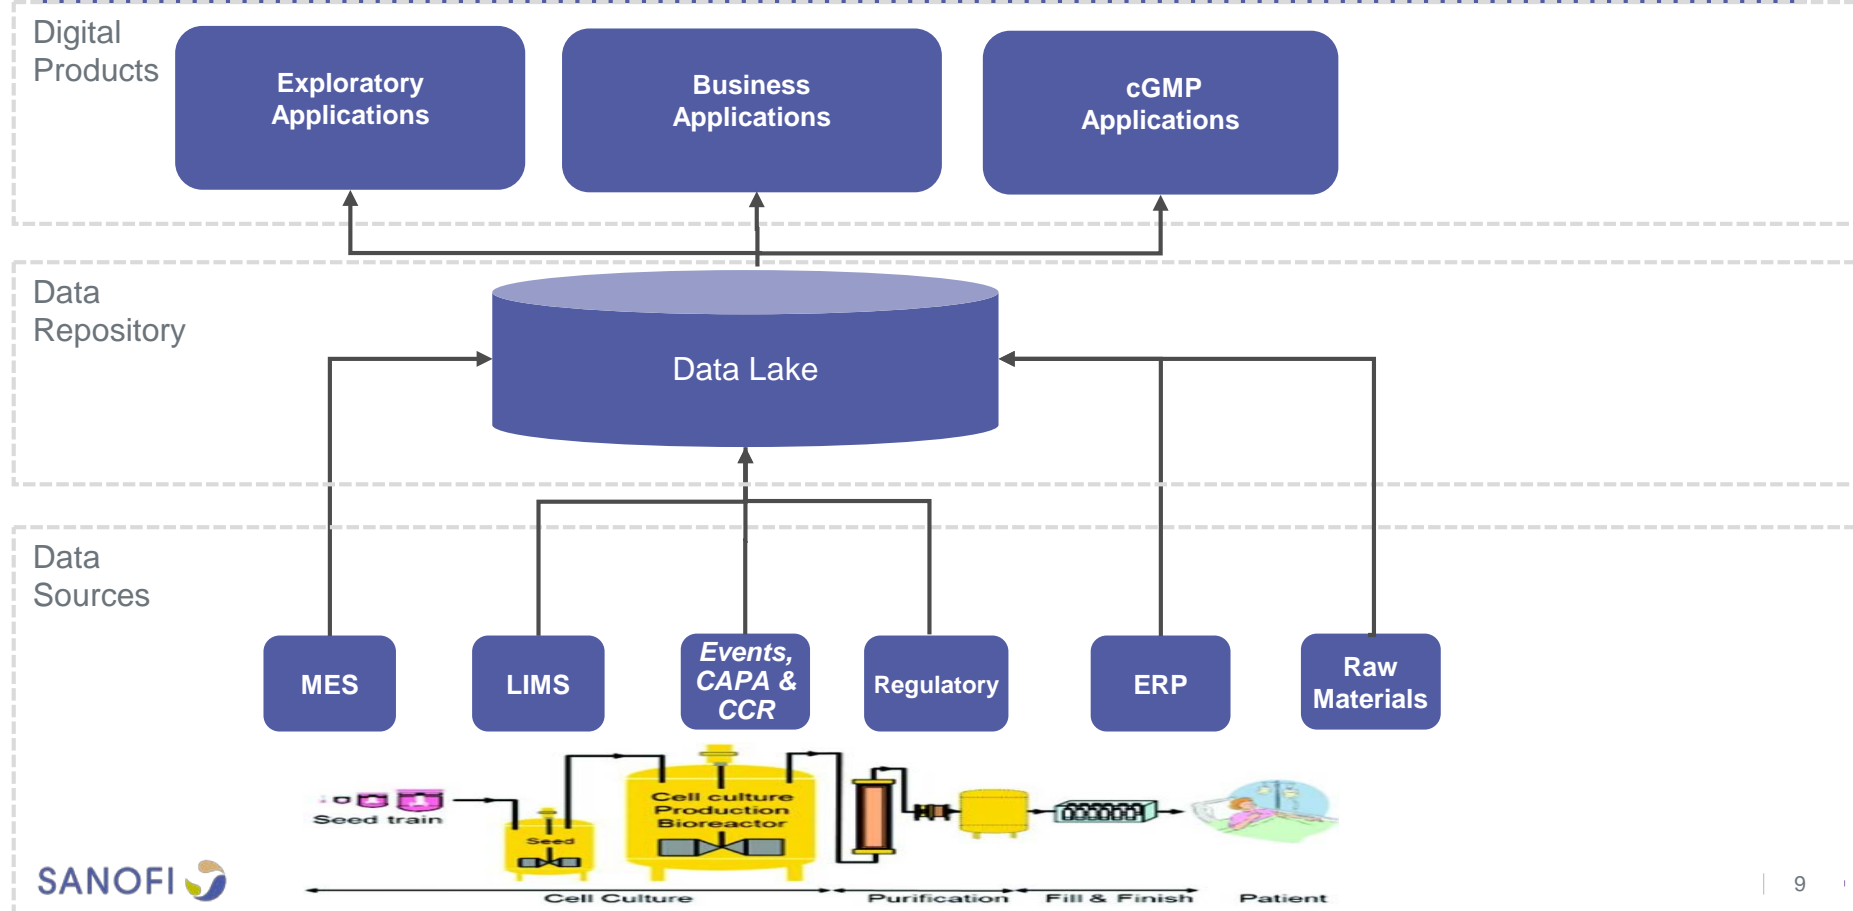 Digital
Products
Exploratory
Applications
Business
Applications
cGMP
Applications
Data
Repository
Data Lake
Data
Sources
MES
LIMS
Events,
CAPA &
CCR
Regulatory
ERP
Raw
Materials
Seed train
Seed
Cell culture
Production
Bioreactor
Cell Culture
Purification
Fill & Finish
Patient
SANOFI
9